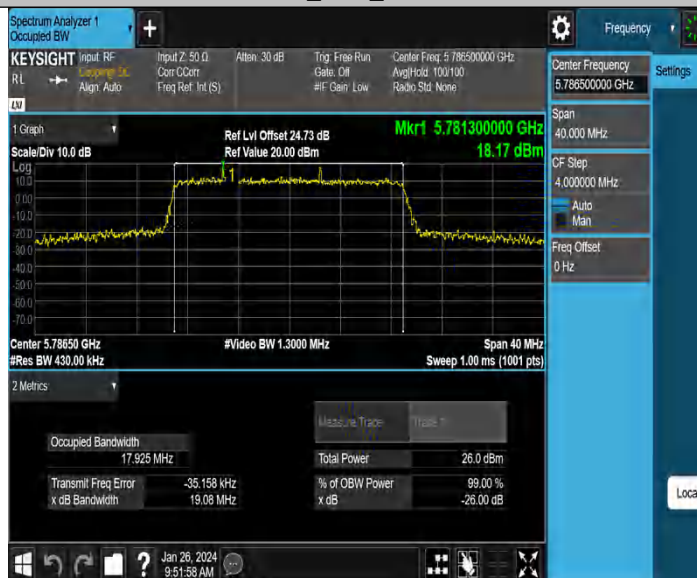 Spectrum Analyzer 1
Occupied BW
Frequency
KEYSIGHT Input: RF
Coupling: DC
Align: Auto
RL
LXI
Input Z: 50 Ω
Corr CCorr
Freq Ref: Int (S)
Atten: 30 dB
Trig: Free Run
Gate: Off
#IF Gain: Low
Center Freq: 5.786500000 GHz
Avg|Hold: 100/100
Radio Std: None
Center Frequency
5.786500000 GHz
Settings
Span
40.000 MHz
CF Step
4.000000 MHz
Auto
Man
Freq Offset
0 Hz
1 Graph
Scale/Div 10.0 dB
Ref Lvl Offset 24.73 dB
Ref Value 20.00 dBm
Mkr1 5.781300000 GHz
18.17 dBm
Log
10.0
0.00
-10.0
-20.0
-30.0
-40.0
-50.0
-60.0
-70.0
1
Center 5.78650 GHz
#Res BW 430.00 kHz
#Video BW 1.3000 MHz
Span 40 MHz
Sweep 1.00 ms (1001 pts)
2 Metrics
Measure Trace
Trace 1
Occupied Bandwidth
17.925 MHz
Total Power 26.0 dBm
Transmit Freq Error -35.158 kHz
% of OBW Power 99.00 %
x dB Bandwidth 19.08 MHz
x dB -26.00 dB
Loca
?
Jan 26, 2024
9:51:58 AM